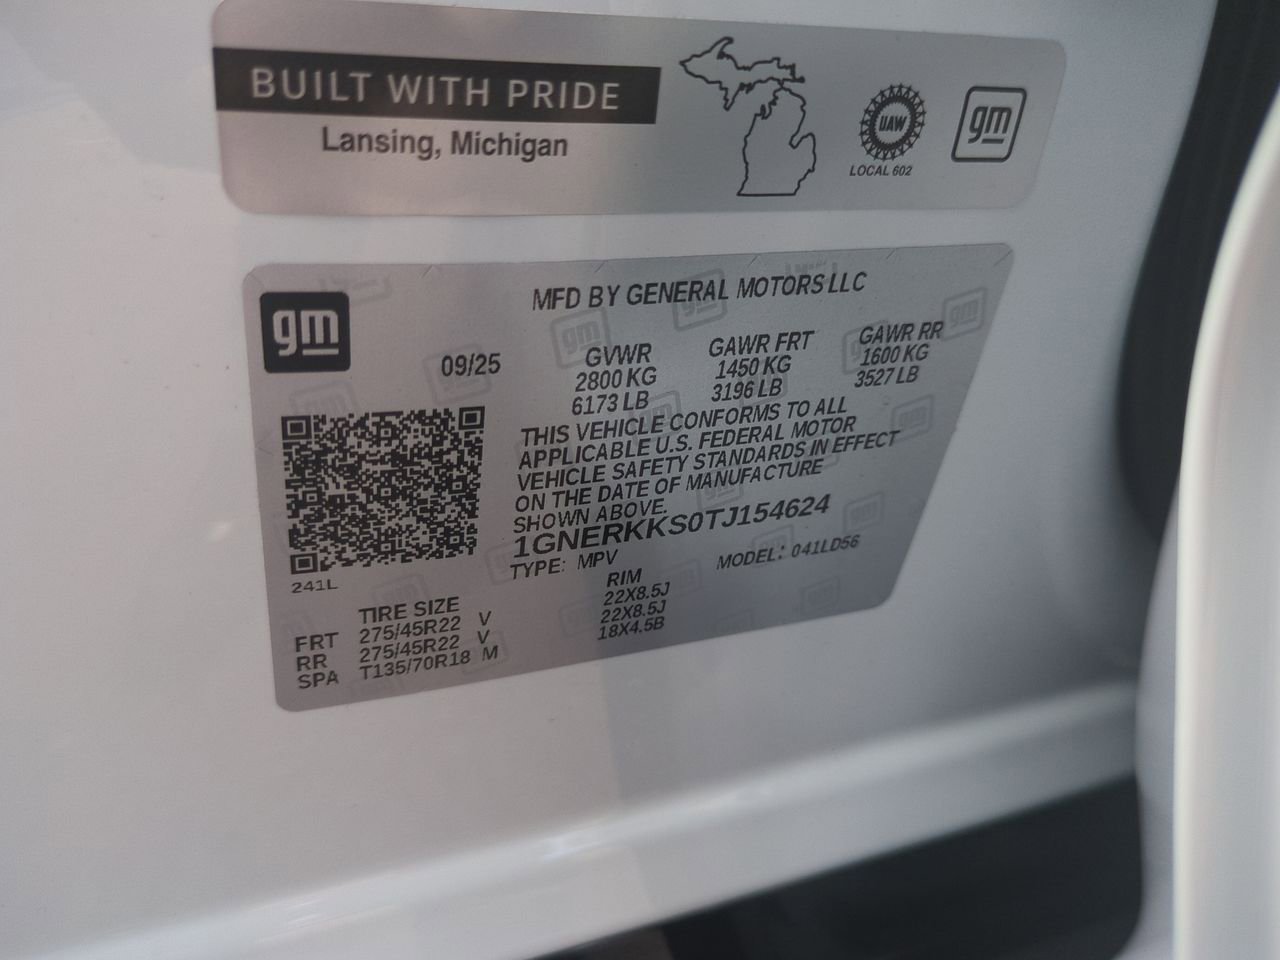 BUILT WITH PRIDE
Lansing, Michigan
UAW
LOCAL 602
gm
gm
MFD BY GENERAL MOTORS LLC
09/25
GVWR GAWR FRT GAWR RR
2800 KG 1450 KG 1600 KG
6173 LB 3196 LB 3527 LB
THIS VEHICLE CONFORMS TO ALL
APPLICABLE U.S. FEDERAL MOTOR
VEHICLE SAFETY STANDARDS IN EFFECT
ON THE DATE OF MANUFACTURE
SHOWN ABOVE.
1GNERKKS0TJ154624
TYPE: MPV MODEL: 041LD56
241L
TIRE SIZE RIM
FRT 275/45R22 V 22X8.5J
RR 275/45R22 V 22X8.5J
SPA T135/70R18 M 18X4.5B